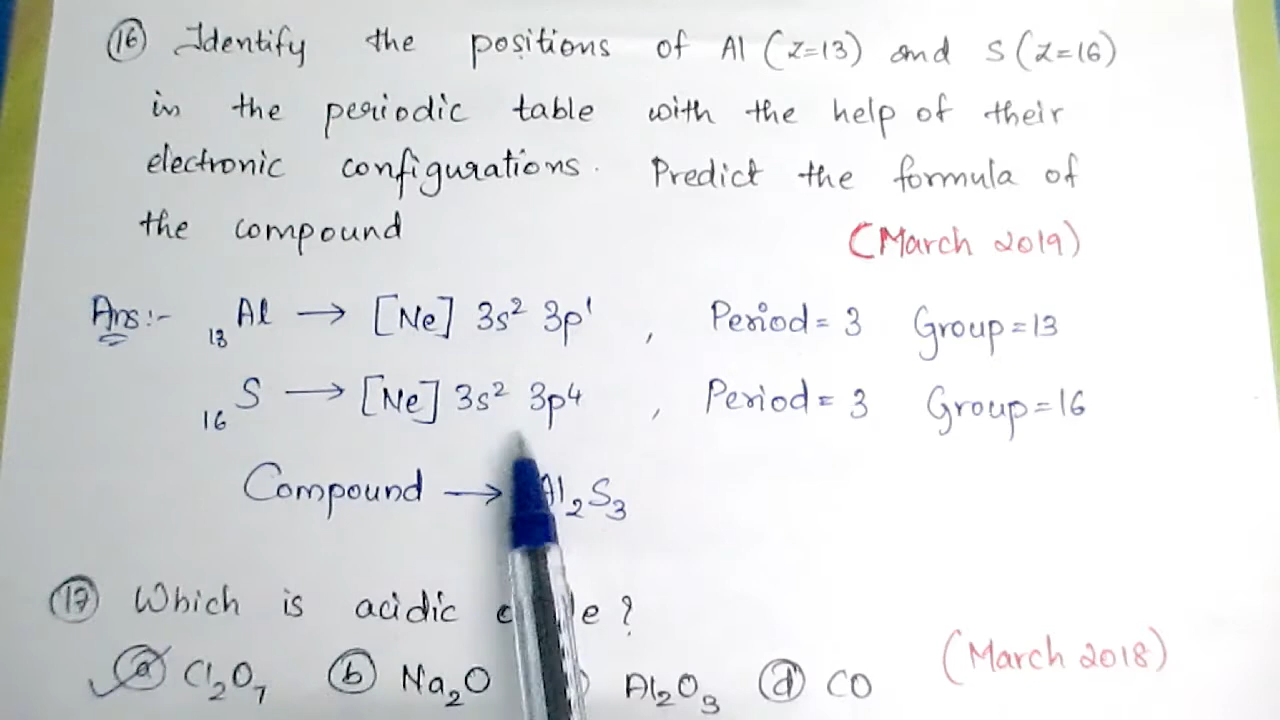 16 Identify the positions of Al (Z=13) and S (Z=16)
in the periodic table with the help of their
electronic configurations. Predict the formula of
the compound (March 2019)
Ans:- ₁₃Al → [Ne] 3s² 3p¹ , Period = 3 Group=13
₁₆S → [Ne] 3s² 3p⁴ , Period = 3 Group=16
Compound → Al₂S₃
17 Which is acidic ?
(March 2018)
a Cl₂O₇ b Na₂O Al₂O₃ d CO